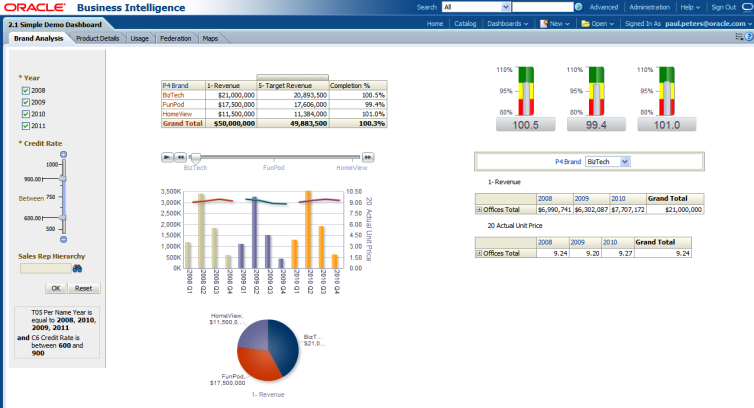 ORACLE Business Intelligence
Search All Advanced Administration Help Sign Out
2.1 Simple Demo Dashboard
Home Catalog Dashboards New Open Signed In As paul.peters@oracle.com
Brand Analysis Product Details Usage Federation Maps
* Year
2008
2009
2010
2011
* Credit Rate
1000
900.00
Between 750
600.00
500
Sales Rep Hierarchy
OK Reset
T05 Per Name Year is
equal to 2008, 2010,
2009, 2011
and C6 Credit Rate is
between 600 and
900
P4 Brand 1- Revenue 5- Target Revenue Completion %
BizTech $21,000,000 20,893,500 100.5%
FunPod $17,500,000 17,606,000 99.4%
HomeView $11,500,000 11,384,000 101.0%
Grand Total $50,000,000 49,883,500 100.3%
BizTech FunPod HomeView
3,500K
3,000K
2,500K
2,000K
1,500K
1,000K
500K
0K
10.50
9.00
7.50
6.00
4.50
3.00
1.50
0.00
20 Actual Unit Price
2008 Q1
2008 Q2
2008 Q3
2008 Q4
2009 Q1
2009 Q2
2009 Q3
2009 Q4
2010 Q1
2010 Q2
2010 Q3
2010 Q4
HomeView,
$11,500,0...
BizT...
$21,0...
FunPod,
$17,500,000
1- Revenue
110% 110% 110%
95% 95% 95%
80% 80% 80%
100.5 99.4 101.0
P4 Brand BizTech
1- Revenue
2008 2009 2010 Grand Total
Offices Total $6,990,741 $6,302,087 $7,707,172 $21,000,000
20 Actual Unit Price
2008 2009 2010 Grand Total
Offices Total 9.24 9.20 9.27 9.24